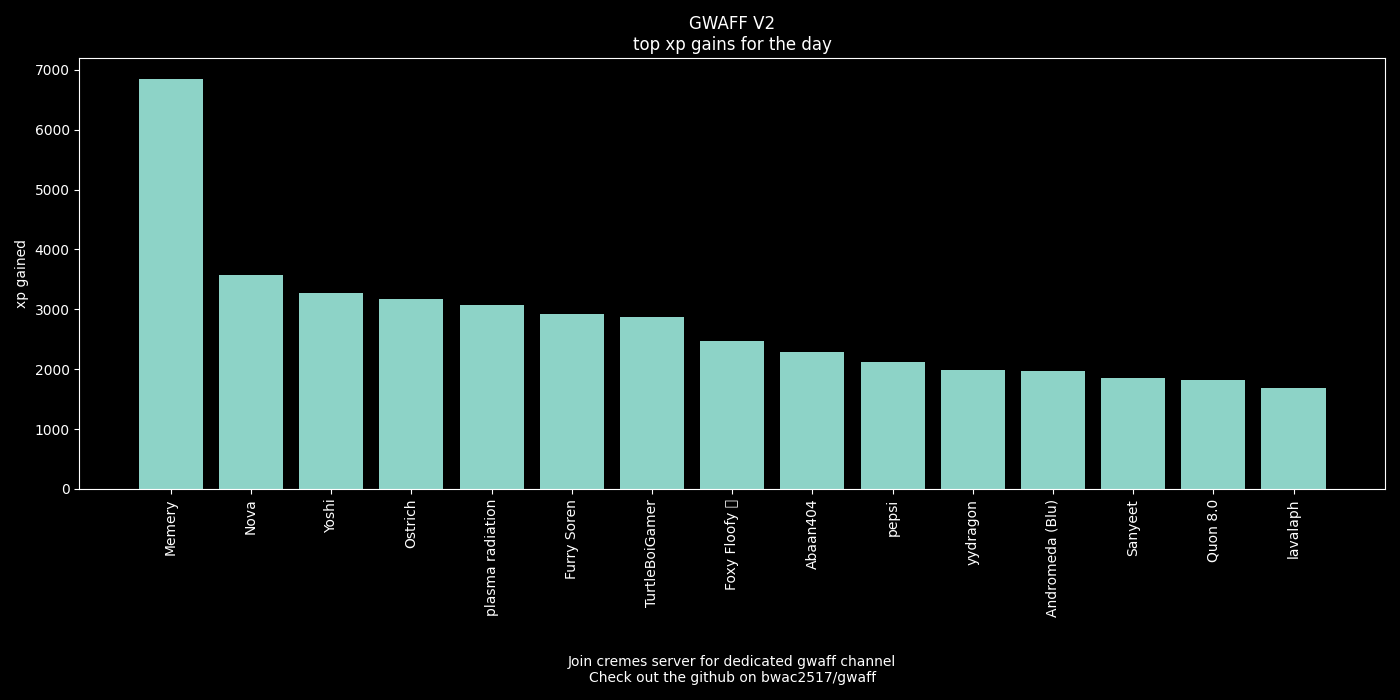 GWAFF V2
top xp gains for the day
xp gained
7000
6000
5000
4000
3000
2000
1000
0
Memery
Nova
Yoshi
Ostrich
plasma radiation
Furry Soren
TurtleBoiGamer
Foxy Floofy
Abaan404
pepsi
yydragon
Andromeda (Blu)
Sanyeet
Quon 8.0
lavalaph
Join cremes server for dedicated gwaff channel
Check out the github on bwac2517/gwaff